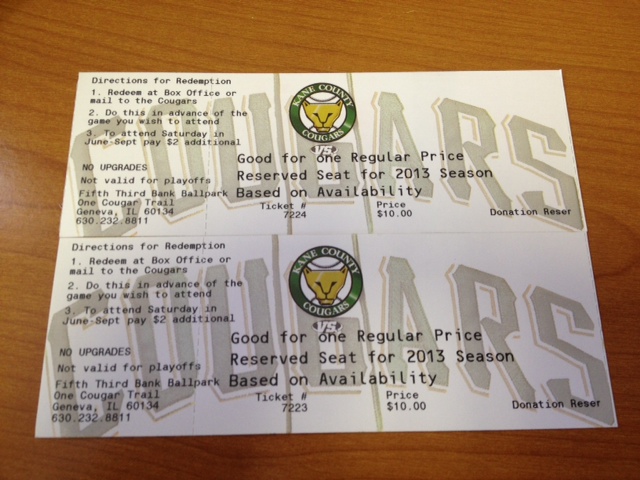 Directions for Redemption
1. Redeem at Box Office or
mail to the Cougars
2. Do this in advance of the
game you wish to attend
3. To attend Saturday in
June-Sept pay $2 additional
NO UPGRADES
Not valid for playoffs
Fifth Third Bank Ballpark
One Cougar Trail
Geneva, IL 60134
630.232.8811
COUGARS
KANE COUNTY
COUGARS
VS
Good for one Regular Price
Reserved Seat for 2013 Season
Based on Availability
Ticket # Price
7224 $10.00 Donation Reser
Directions for Redemption
1. Redeem at Box Office or
mail to the Cougars
2. Do this in advance of the
game you wish to attend
3. To attend Saturday in
June-Sept pay $2 additional
NO UPGRADES
Not valid for playoffs
Fifth Third Bank Ballpark
One Cougar Trail
Geneva, IL 60134
630.232.8811
COUGARS
KANE COUNTY
COUGARS
VS
Good for one Regular Price
Reserved Seat for 2013 Season
Based on Availability
Ticket # Price
7223 $10.00 Donation Reser